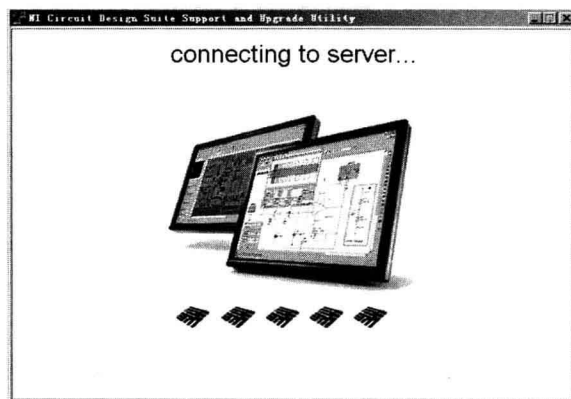 NI Circuit Design Suite Support and Upgrade Utility
connecting to server...